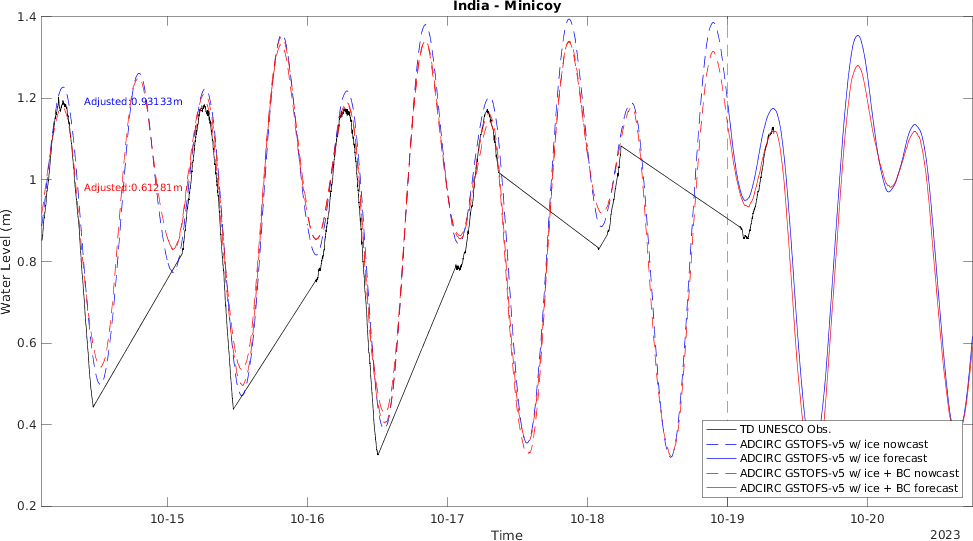 India - Minicoy
1.4
1.2
1
0.8
0.6
0.4
0.2
Water Level (m)
Adjusted:0.93133m
Adjusted:0.61281m
TD UNESCO Obs.
ADCIRC GSTOFS-v5 w/ ice nowcast
ADCIRC GSTOFS-v5 w/ ice forecast
ADCIRC GSTOFS-v5 w/ ice + BC nowcast
ADCIRC GSTOFS-v5 w/ ice + BC forecast
10-15 10-16 10-17 10-18 10-19 10-20
Time
2023